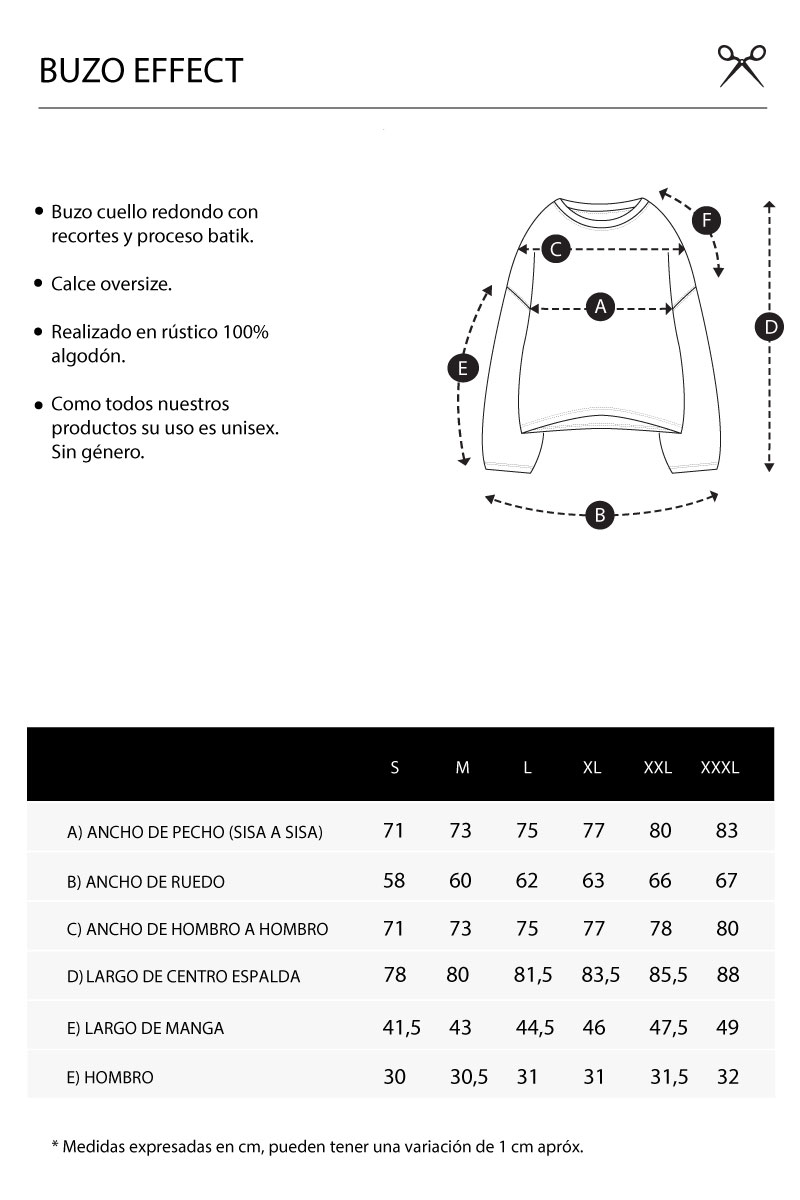 BUZO EFFECT
• Buzo cuello redondo con
recortes y proceso batik.
• Calce oversize.
• Realizado en rústico 100%
algodón.
• Como todos nuestros
productos su uso es unisex.
Sin género.
F
C
A
D
E
B
S M L XL XXL XXXL
A) ANCHO DE PECHO (SISA A SISA) 71 73 75 77 80 83
B) ANCHO DE RUEDO 58 60 62 63 66 67
C) ANCHO DE HOMBRO A HOMBRO 71 73 75 77 78 80
D) LARGO DE CENTRO ESPALDA 78 80 81,5 83,5 85,5 88
E) LARGO DE MANGA 41,5 43 44,5 46 47,5 49
E) HOMBRO 30 30,5 31 31 31,5 32
* Medidas expresadas en cm, pueden tener una variación de 1 cm apróx.